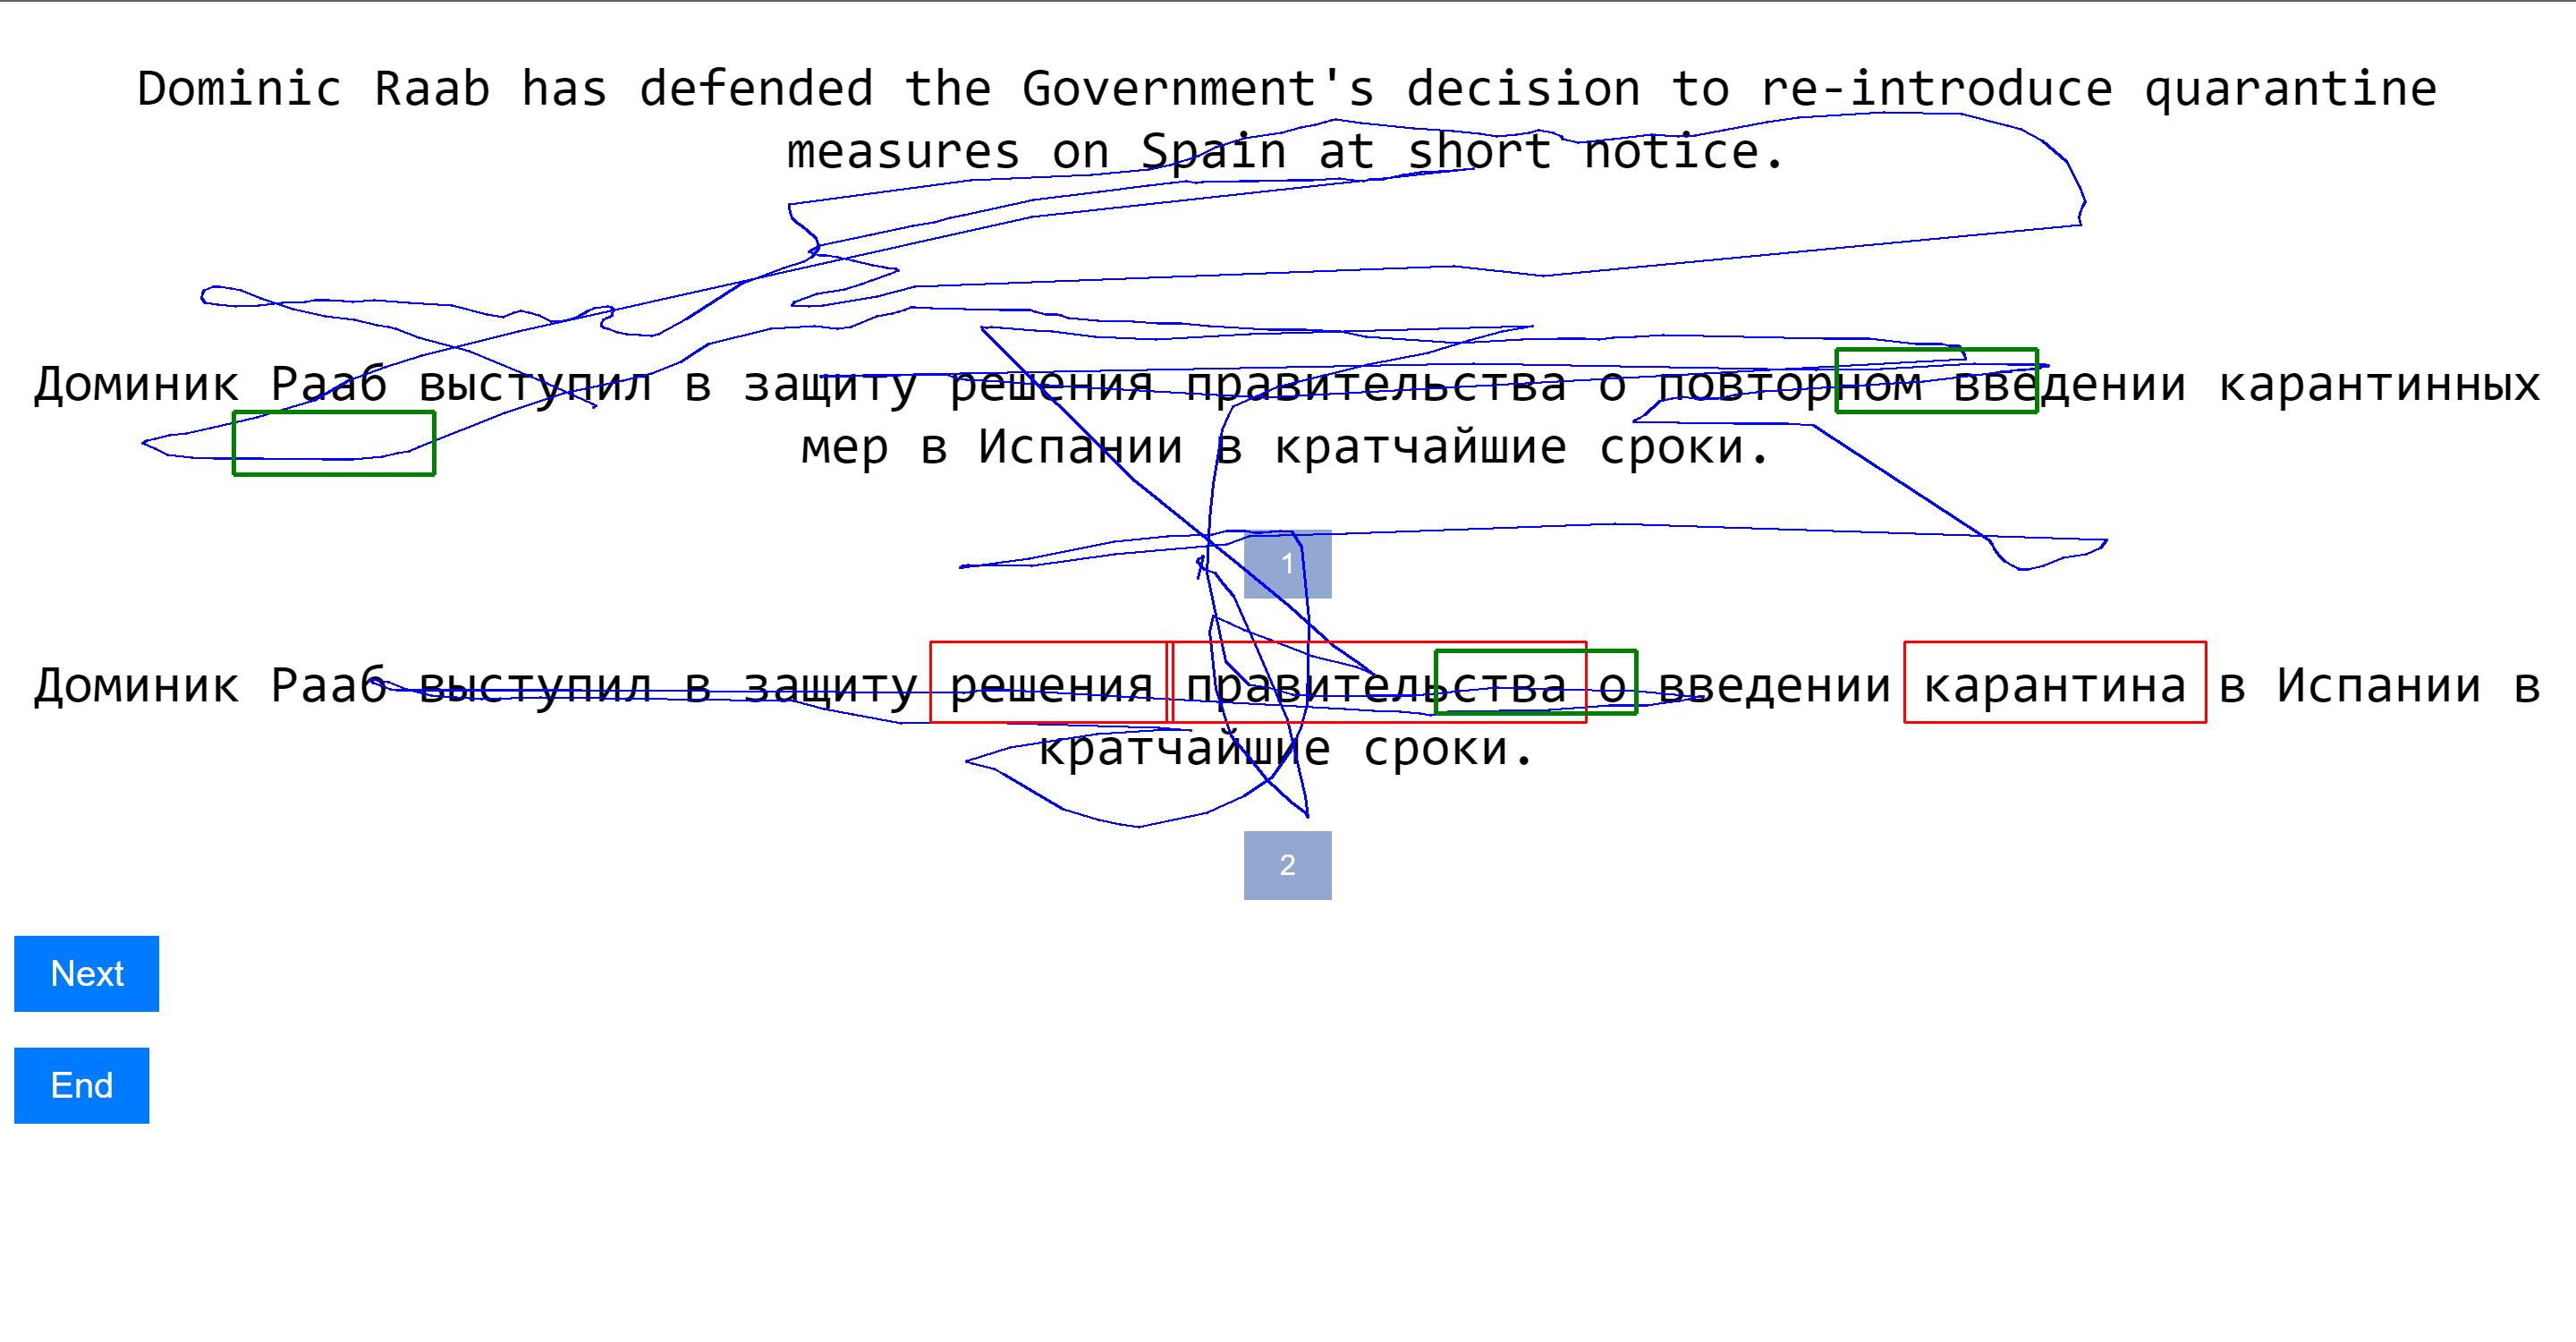 Dominic Raab has defended the Government's decision to re-introduce quarantine
measures on Spain at short notice.
Доминик Рааб выступил в защиту решения правительства о повторном введении карантинных
мер в Испании в кратчайшие сроки.
1
Доминик Рааб выступил в защиту решения правительства о введении карантина в Испании в
кратчайшие сроки.
2
Next
End